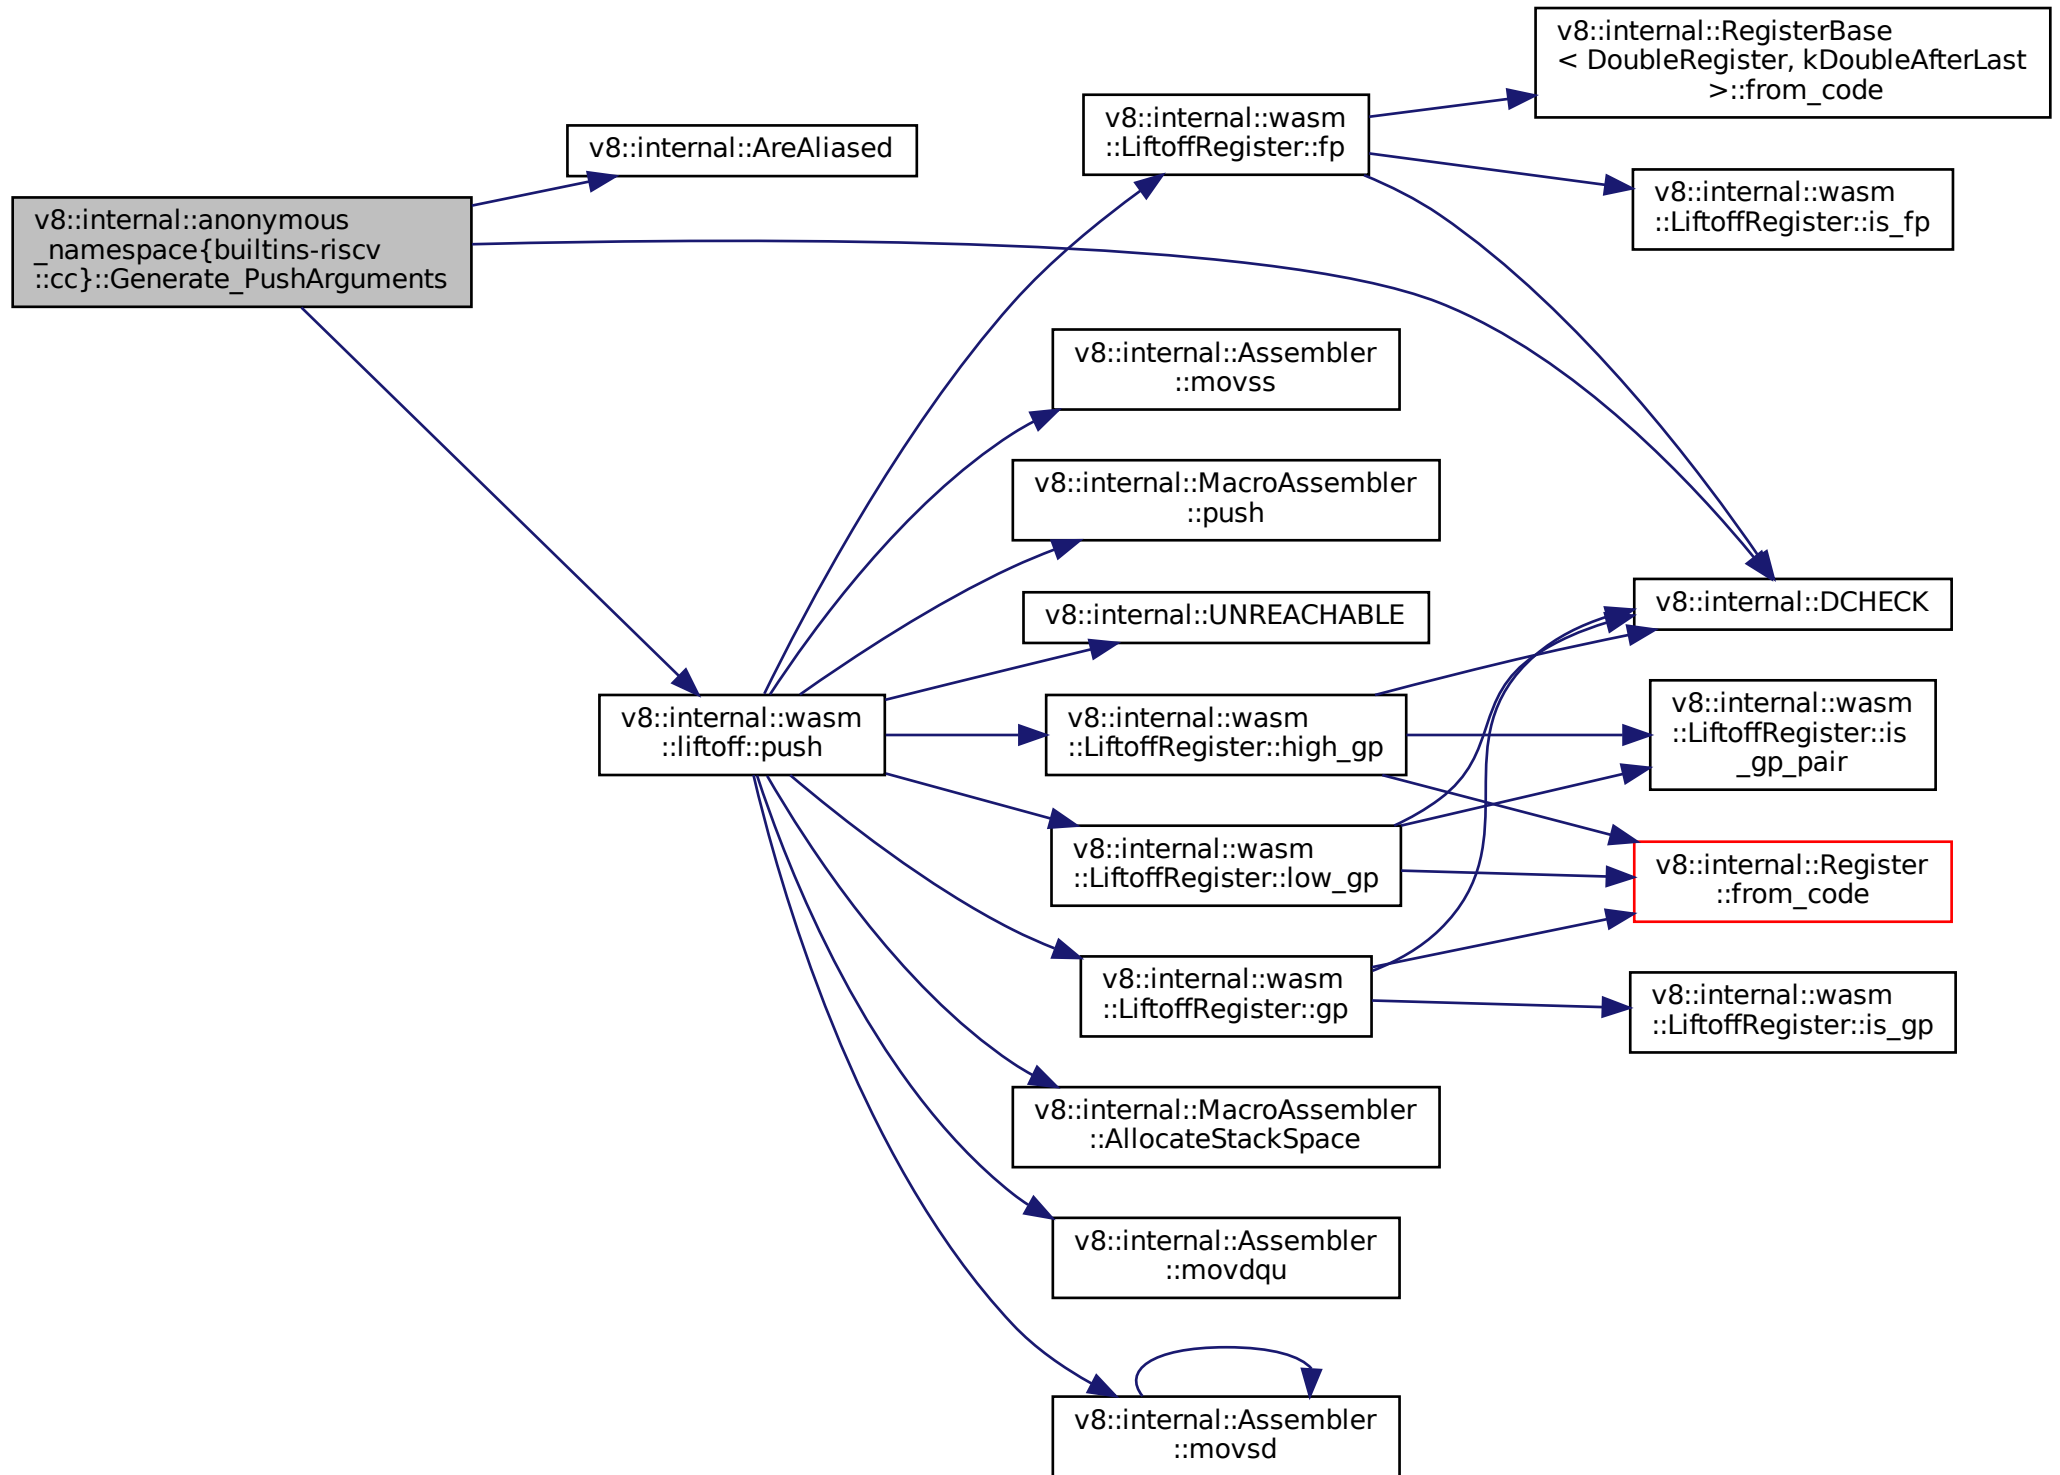 v8::internal::anonymous
_namespace{builtins-riscv
::cc}::Generate_PushArguments
v8::internal::AreAliased
v8::internal::wasm
::liftoff::push
v8::internal::wasm
::LiftoffRegister::fp
v8::internal::Assembler
::movss
v8::internal::MacroAssembler
::push
v8::internal::UNREACHABLE
v8::internal::wasm
::LiftoffRegister::high_gp
v8::internal::wasm
::LiftoffRegister::low_gp
v8::internal::wasm
::LiftoffRegister::gp
v8::internal::MacroAssembler
::AllocateStackSpace
v8::internal::Assembler
::movdqu
v8::internal::Assembler
::movsd
v8::internal::RegisterBase
< DoubleRegister, kDoubleAfterLast
>::from_code
v8::internal::wasm
::LiftoffRegister::is_fp
v8::internal::DCHECK
v8::internal::wasm
::LiftoffRegister::is
_gp_pair
v8::internal::Register
::from_code
v8::internal::wasm
::LiftoffRegister::is_gp